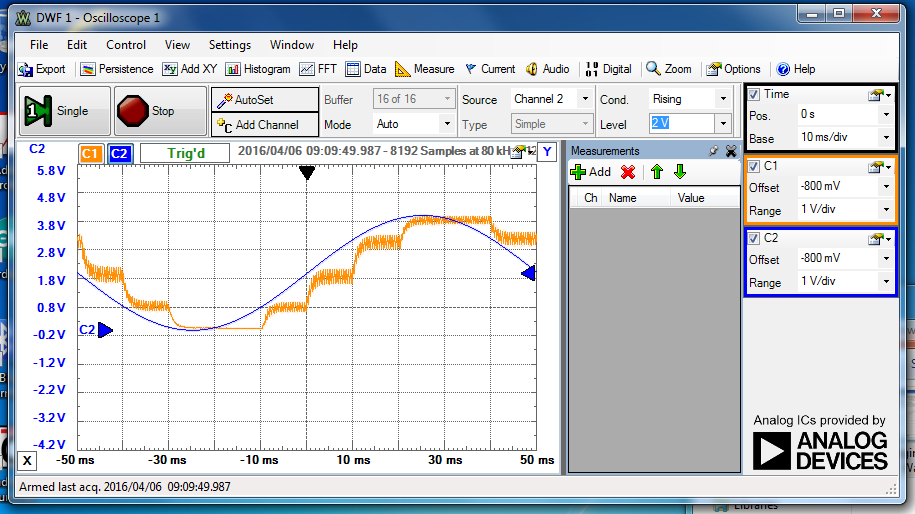 DWF 1 - Oscilloscope 1
File Edit Control View Settings Window Help
Export Persistence Add XY Histogram FFT Data Measure Current Audio Digital Zoom Options Help
1 Single Stop AutoSet Buffer 16 of 16 Source Channel 2 Cond. Rising
Add Channel Mode Auto Type Simple Level 2 V
C2 C1 C2 Trig'd 2016/04/06 09:09:49.987 - 8192 Samples at 80 kH Y
5.8 V
4.8 V
3.8 V
2.8 V
1.8 V
0.8 V
C2
-0.2 V
-1.2 V
-2.2 V
-3.2 V
-4.2 V
X -50 ms -30 ms -10 ms 10 ms 30 ms 50 ms
Armed last acq. 2016/04/06 09:09:49.987
Measurements
Add
Ch Name Value
Time
Pos. 0 s
Base 10 ms/div
C1
Offset -800 mV
Range 1 V/div
C2
Offset -800 mV
Range 1 V/div
Analog ICs provided by
ANALOG
DEVICES
Libraries